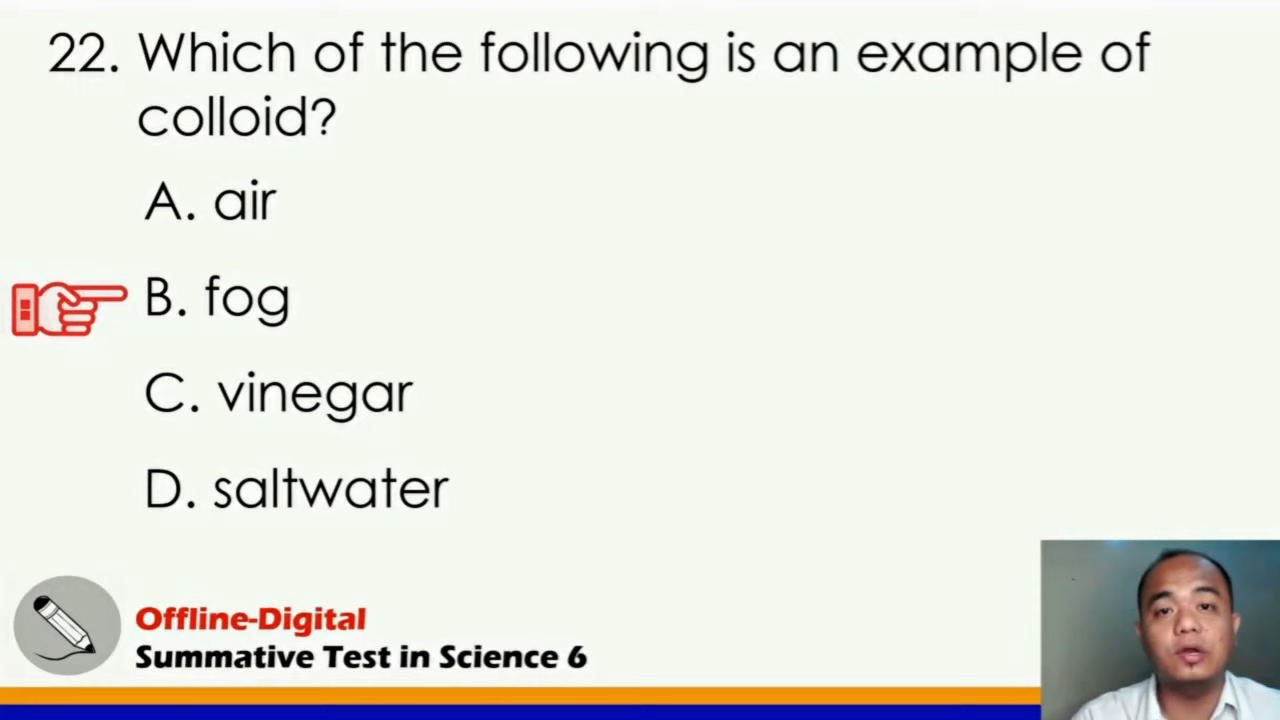 22. Which of the following is an example of
colloid?
A. air
B. fog
C. vinegar
D. saltwater
Offline-Digital
Summative Test in Science 6